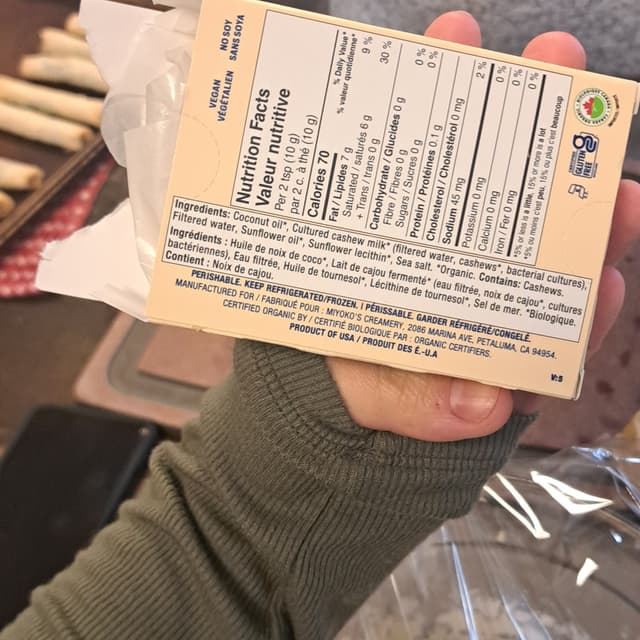 VEGAN NO SOY
VÉGÉTALIEN SANS SOYA
Nutrition Facts
Valeur nutritive
Per 2 tsp (10 g)
par 2 c. à thé (10 g)
Calories 70
% Daily Value*
% valeur quotidienne*
Fat / Lipides 7 g 9 %
Saturated / saturés 6 g 30 %
+ Trans / trans 0 g
Carbohydrate / Glucides 0 g
Fibre / Fibres 0 g 0 %
Sugars / Sucres 0 g 0 %
Protein / Protéines 0.1 g
Cholesterol / Cholestérol 0 mg
Sodium 45 mg 2 %
Potassium 0 mg 0 %
Calcium 0 mg 0 %
Iron / Fer 0 mg 0 %
*5% or less is a little, 15% or more is a lot
*5% ou moins c'est peu, 15% ou plus c'est beaucoup
Ingredients: Coconut oil*, Cultured cashew milk* (filtered water, cashews*, bacterial cultures),
Filtered water, Sunflower oil*, Sunflower lecithin*, Sea salt. *Organic. Contains: Cashews.
Ingrédients : Huile de noix de coco*, Lait de cajou fermenté* (eau filtrée, noix de cajou*, cultures
bactériennes), Eau filtrée, Huile de tournesol*, Lécithine de tournesol*, Sel de mer. *Biologique.
Contient : Noix de cajou.
PERISHABLE. KEEP REFRIGERATED/FROZEN. | PÉRISSABLE. GARDER RÉFRIGÉRÉ/CONGELÉ.
MANUFACTURED FOR / FABRIQUÉ POUR : MIYOKO'S CREAMERY, 2086 MARINA AVE, PETALUMA, CA 94954.
CERTIFIED ORGANIC BY / CERTIFIÉ BIOLOGIQUE PAR : ORGANIC CERTIFIERS.
PRODUCT OF USA / PRODUIT DES É.-U.A
V:5
GLUTEN
FREE